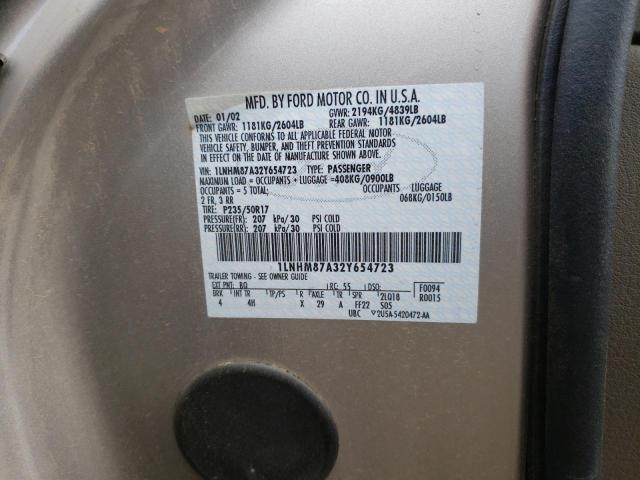 MFD. BY FORD MOTOR CO. IN U.S.A.
DATE: 01/02 GVWR: 2194KG/4839LB
FRONT GAWR: 1181KG/2604LB REAR GAWR: 1181KG/2604LB
THIS VEHICLE CONFORMS TO ALL APPLICABLE FEDERAL MOTOR
VEHICLE SAFETY, BUMPER, AND THEFT PREVENTION STANDARDS IN
EFFECT ON THE DATE OF MANUFACTURE SHOWN ABOVE.
VIN: 1LNHM87A32Y654723 TYPE: PASSENGER
MAXIMUM LOAD = OCCUPANTS + LUGGAGE = 408KG/0900LB
OCCUPANTS = 5 TOTAL: OCCUPANTS LUGGAGE
2 FR, 3 RR 068KG/0150LB
TIRE: P235/50R17
PRESSURE(FR): 207 kPa/30 PSI COLD
PRESSURE(RR): 207 kPa/30 PSI COLD
1LNHM87A32Y654723
TRAILER TOWING - SEE OWNER GUIDE
EXT PNT: BQ RC: 55 DSO: F0094
BRK INT TR TP/PS R AXLE TR SPR 2LQ18 R0015
4 4H X 29 A FF22 S05
UBC 2U5A-5420472-AA